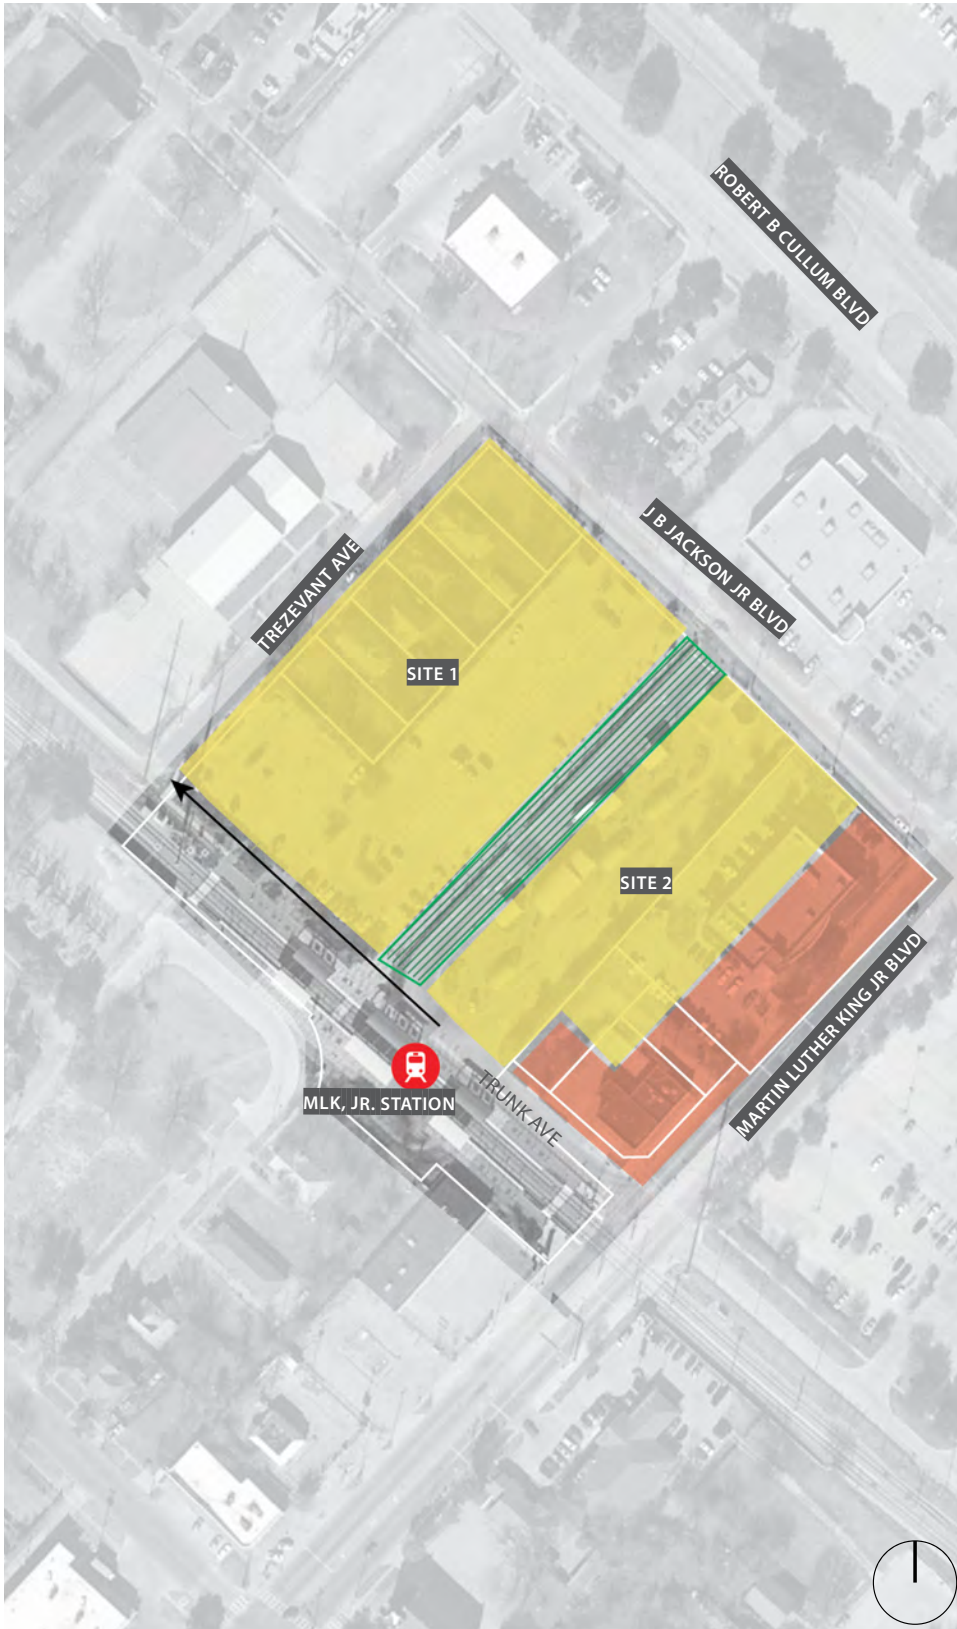 ROBERT B CULLUM BLVD
J B JACKSON JR BLVD
TREZEVANT AVE
SITE 1
SITE 2
MARTIN LUTHER KING JR BLVD
TRUNK AVE
MLK, JR. STATION